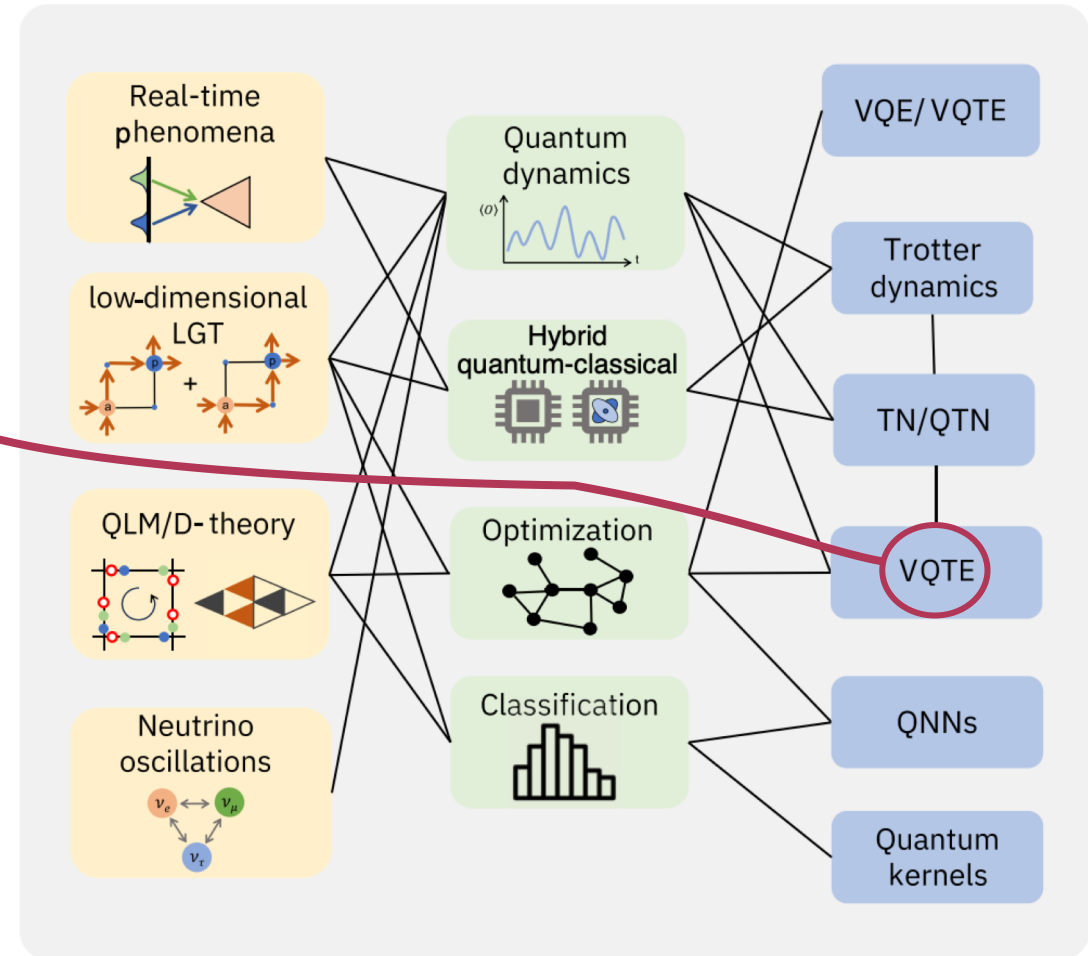 Real-time
phenomena
low-dimensional
LGT
p
p
+
a
a
QLM/D-theory
Neutrino
oscillations
νe
νμ
ντ
Quantum
dynamics
⟨O⟩
t
Hybrid
quantum-classical
Optimization
Classification
VQE/ VQTE
Trotter
dynamics
TN/QTN
VQTE
QNNs
Quantum
kernels